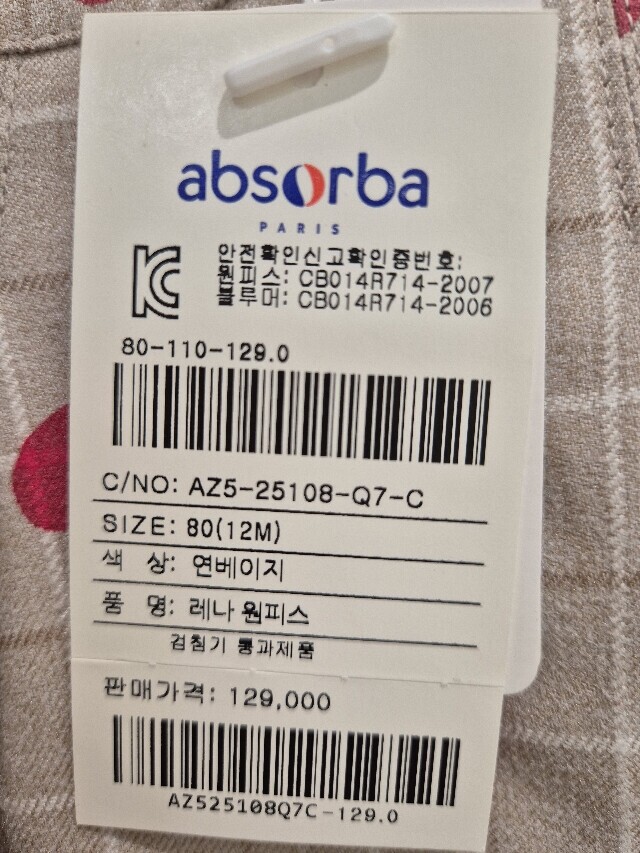 absorba
PARIS
안전확인신고확인증번호:
원피스: CB014R714-2007
블루머: CB014R714-2006
80-110-129.0
C/NO: AZ5-25108-Q7-C
SIZE: 80(12M)
색 상: 연베이지
품 명: 레나 원피스
검침기 통과제품
판매가격: 129,000
AZ525108Q7C-129.0